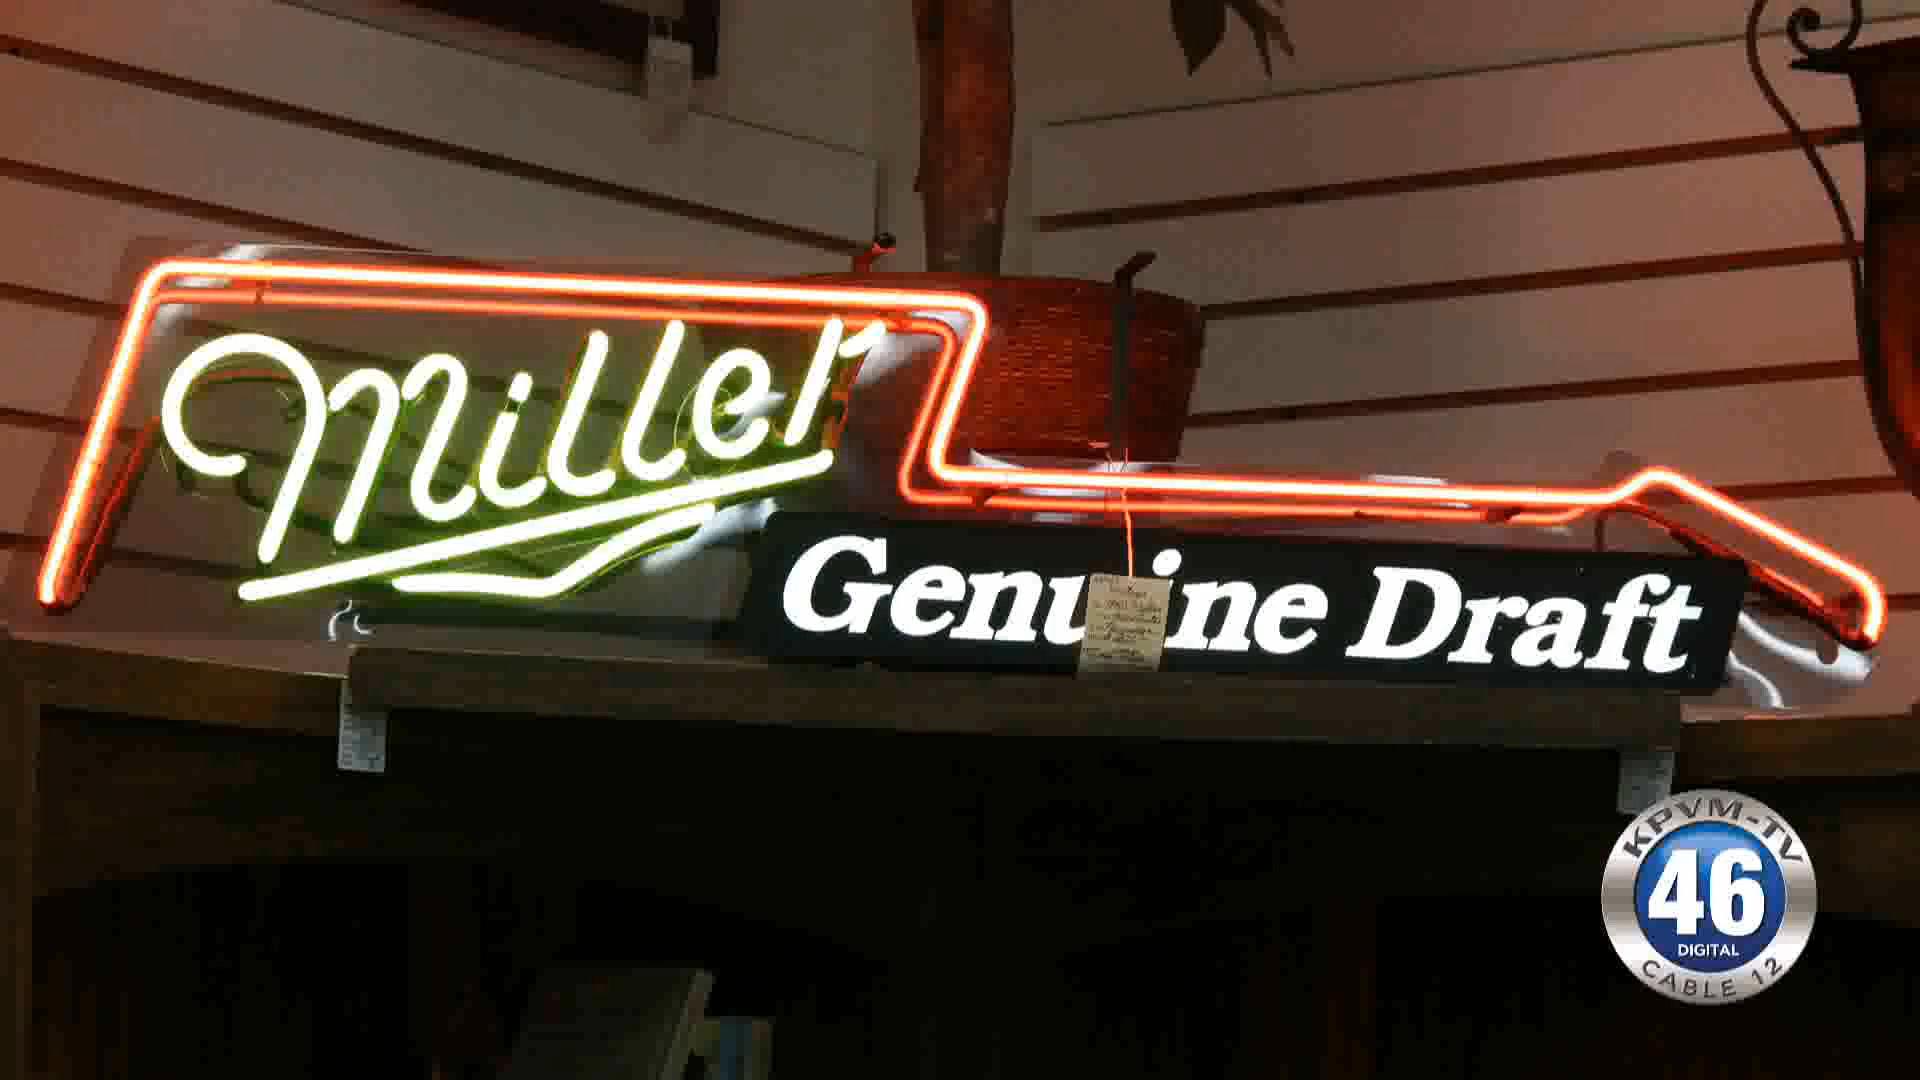 Miller
Genuine Draft
KPVM-TV
46
DIGITAL
CABLE 12